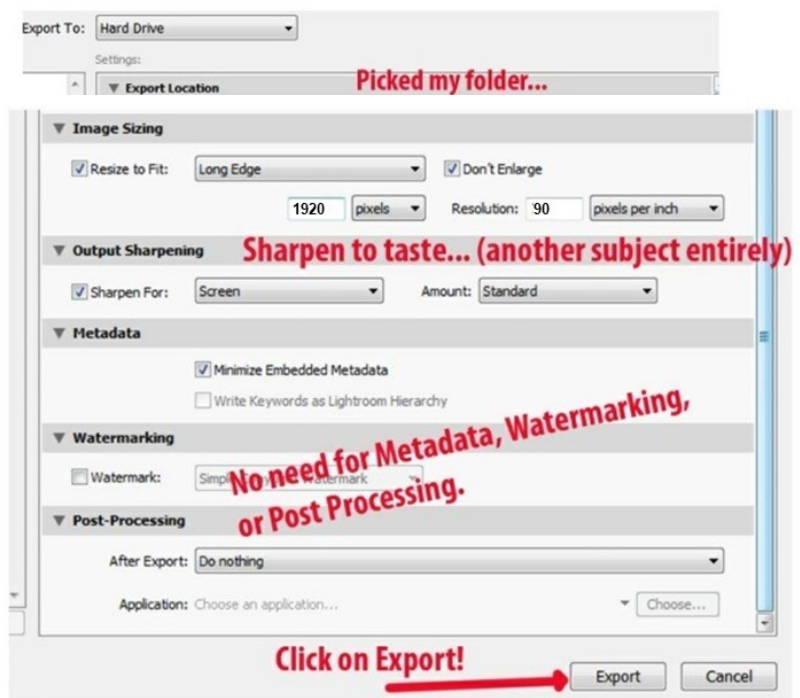 Export To: Hard Drive
Settings:
Export Location Picked my folder...
Image Sizing
Resize to Fit: Long Edge Don't Enlarge
1920 pixels Resolution: 90 pixels per inch
Output Sharpening Sharpen to taste... (another subject entirely)
Sharpen For: Screen Amount: Standard
Metadata
Minimize Embedded Metadata
Write Keywords as Lightroom Hierarchy
Watermarking
No need for Metadata, Watermarking,
or Post Processing.
Watermark:
Post-Processing
After Export: Do nothing
Application: Choose an application... Choose...
Click on Export!
Export Cancel